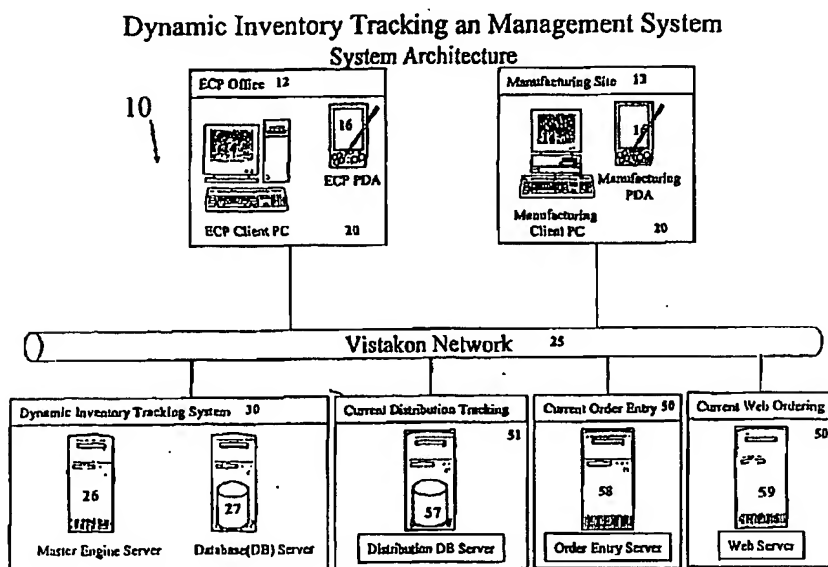 Dynamic Inventory Tracking an Management System
System Architecture
10
ECP Office 12
16
ECP PDA
ECP Client PC 20
Manufacturing Site 13
16
Manufacturing
PDA
Manufacturing
Client PC 20
Vistakon Network 25
Dynamic Inventory Tracking System 30
26
Master Engine Server
27
Database(DB) Server
Current Distribution Tracking
51
57
Distribution DB Server
Current Order Entry 50
58
Order Entry Server
Current Web Ordering
50
59
Web Server